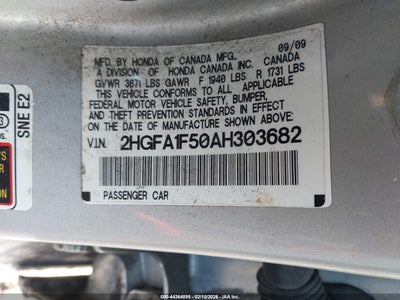 09/09
MFD. BY HONDA OF CANADA MFG.,
A DIVISION OF HONDA CANADA INC., CANADA
GVWR 3671 LBS GAWR F 1940 LBS R 1731 LBS
THIS VEHICLE CONFORMS TO ALL APPLICABLE
FEDERAL MOTOR VEHICLE SAFETY, BUMPER,
AND THEFT PREVENTION STANDARDS IN EFFECT
ON THE DATE OF MANUFACTURE SHOWN ABOVE.
V.I.N. 2HGFA1F50AH303682
PASSENGER CAR
SNE E2
000-44364095 - 02/10/2026 - IAA Inc. (U)